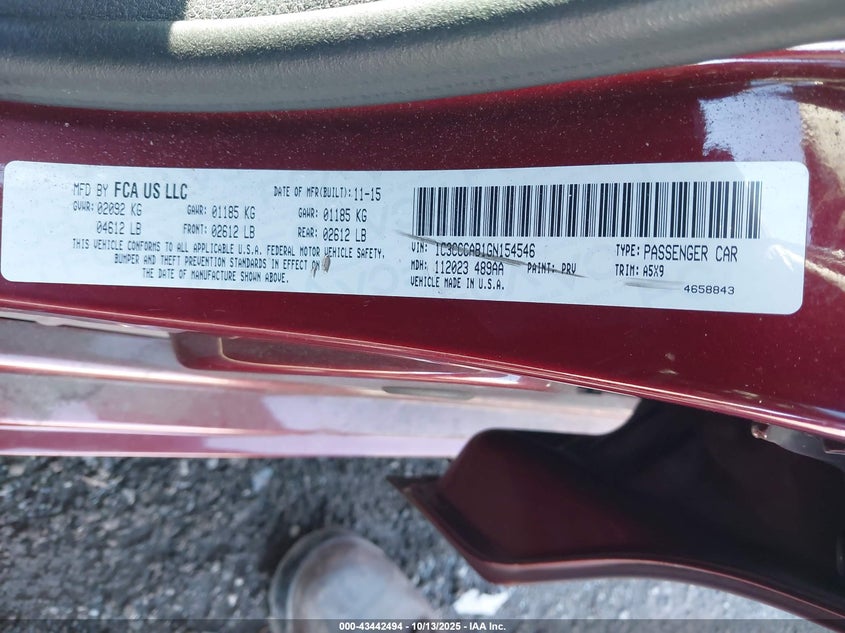 MFD BY FCA US LLC DATE OF MFR(BUILT): 11-15
GVWR: 02092 KG GAWR: 01185 KG GAWR: 01185 KG
04612 LB FRONT: 02612 LB REAR: 02612 LB
THIS VEHICLE CONFORMS TO ALL APPLICABLE U.S.A. FEDERAL MOTOR VEHICLE SAFETY,
BUMPER AND THEFT PREVENTION STANDARDS IN EFFECT ON
THE DATE OF MANUFACTURE SHOWN ABOVE.
VIN: 1C3CCCAB1GN154546 TYPE: PASSENGER CAR
MDH: 112023 489AA PAINT: PRV TRIM: A5X9
VEHICLE MADE IN U.S.A. 4658843
000-43442494 - 10/13/2025 - IAA Inc.